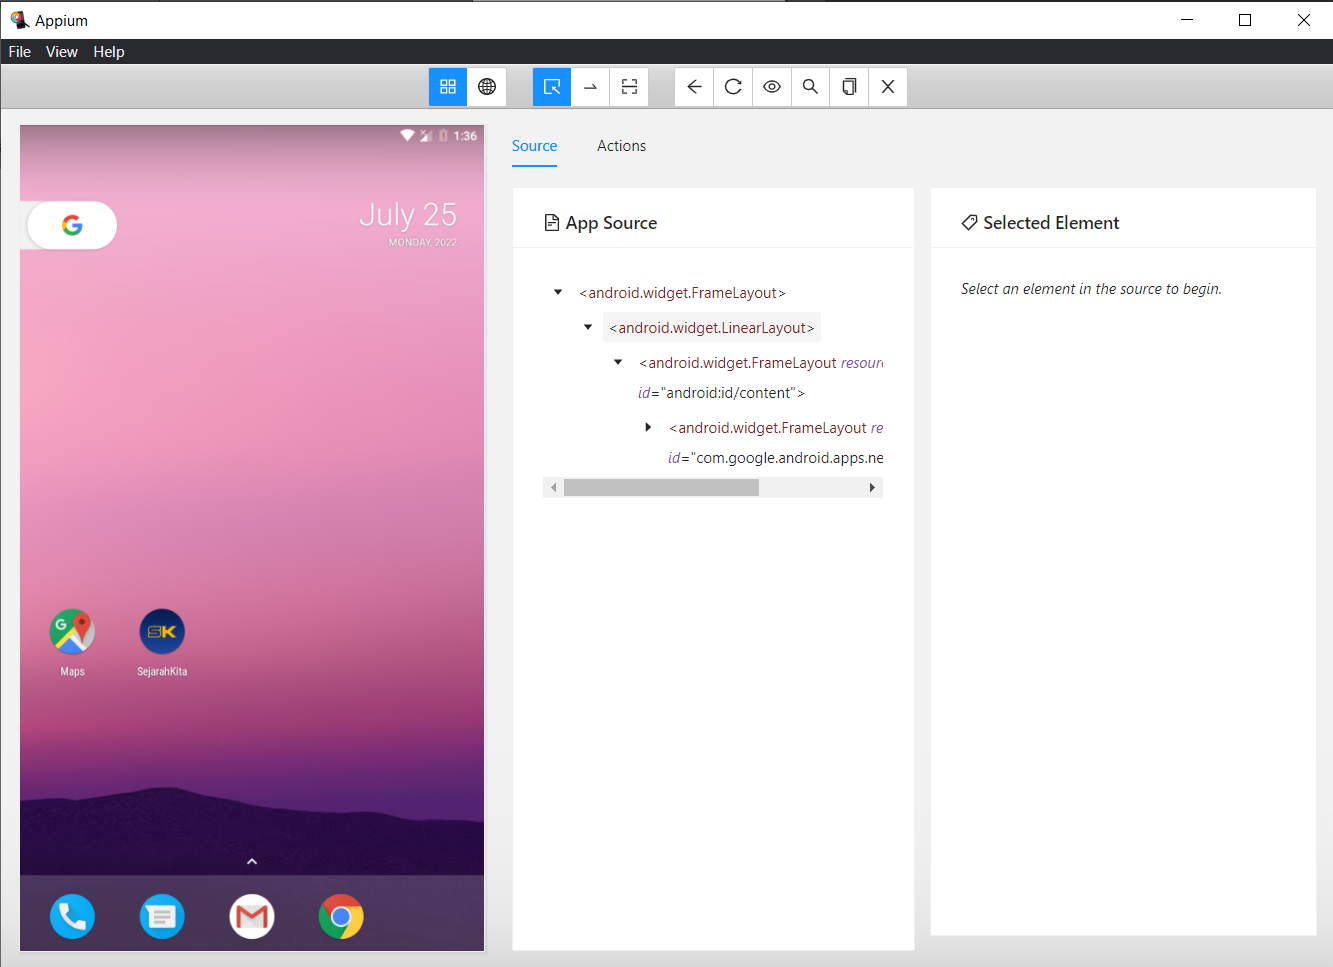 Appium
File View Help
1:36
G
July 25
MONDAY, 2022
G
SK
Maps
SejarahKita
Source Actions
App Source
<android.widget.FrameLayout>
<android.widget.LinearLayout>
<android.widget.FrameLayout resour
id="android:id/content">
<android.widget.FrameLayout re
id="com.google.android.apps.ne
Selected Element
Select an element in the source to begin.